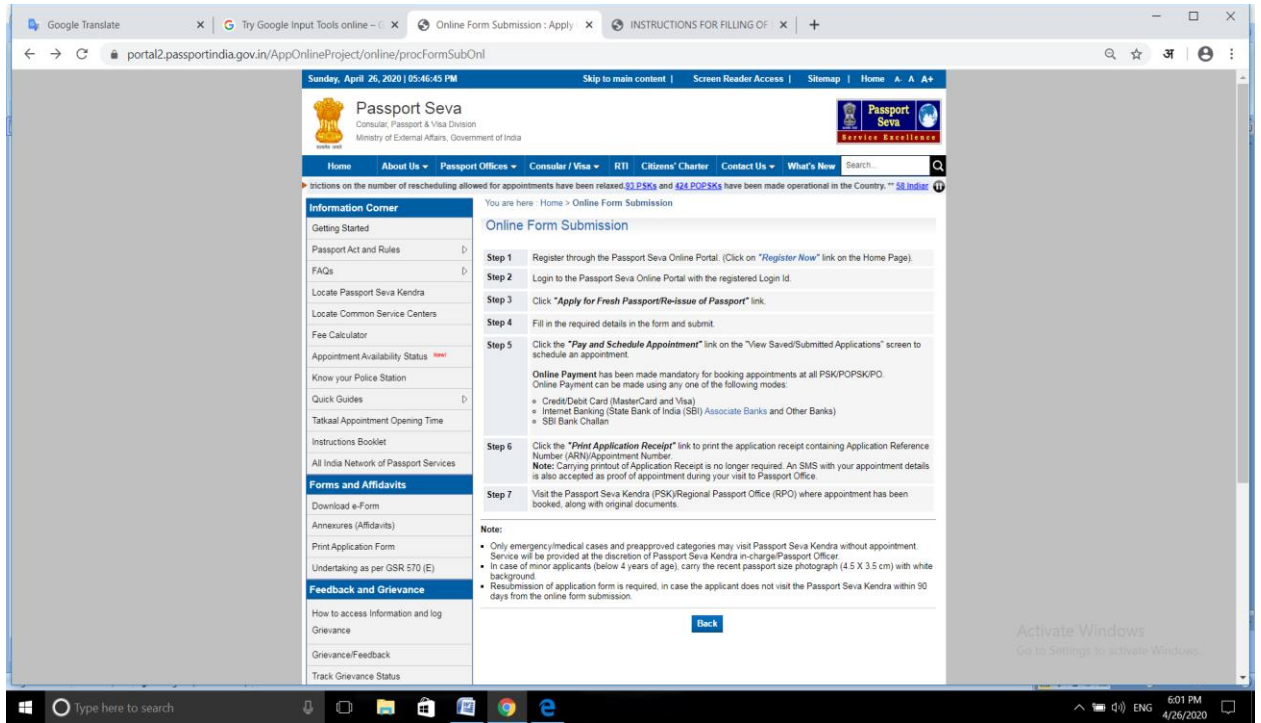 Google Translate
Try Google Input Tools online –
Online Form Submission : Apply
INSTRUCTIONS FOR FILLING OF
portal2.passportindia.gov.in/AppOnlineProject/online/procFormSubOnl
अ
Sunday, April 26, 2020 | 05:46:45 PM
Skip to main content | Screen Reader Access | Sitemap | Home A- A A+
Passport Seva
Consular, Passport & Visa Division
Ministry of External Affairs, Government of India
Passport
Seva
Service Excellence
Home About Us Passport Offices Consular / Visa RTI Citizens' Charter Contact Us What's New Search...
trictions on the number of rescheduling allowed for appointments have been relaxed.93 PSKs and 424 POPSKs have been made operational in the Country. ** 58 Indian
Information Corner
Getting Started
Passport Act and Rules
FAQs
Locate Passport Seva Kendra
Locate Common Service Centers
Fee Calculator
Appointment Availability Status New!
Know your Police Station
Quick Guides
Tatkaal Appointment Opening Time
Instructions Booklet
All India Network of Passport Services
Forms and Affidavits
Download e-Form
Annexures (Affidavits)
Print Application Form
Undertaking as per GSR 570 (E)
Feedback and Grievance
How to access Information and log
Grievance
Grievance/Feedback
Track Grievance Status
You are here : Home > Online Form Submission
Online Form Submission
Step 1 Register through the Passport Seva Online Portal. (Click on "Register Now" link on the Home Page).
Step 2 Login to the Passport Seva Online Portal with the registered Login Id.
Step 3 Click "Apply for Fresh Passport/Re-issue of Passport" link.
Step 4 Fill in the required details in the form and submit.
Step 5 Click the "Pay and Schedule Appointment" link on the "View Saved/Submitted Applications" screen to
schedule an appointment.
Online Payment has been made mandatory for booking appointments at all PSK/POPSK/PO.
Online Payment can be made using any one of the following modes:
Credit/Debit Card (MasterCard and Visa)
Internet Banking (State Bank of India (SBI) Associate Banks and Other Banks)
SBI Bank Challan
Step 6 Click the "Print Application Receipt" link to print the application receipt containing Application Reference
Number (ARN)/Appointment Number.
Note: Carrying printout of Application Receipt is no longer required. An SMS with your appointment details
is also accepted as proof of appointment during your visit to Passport Office.
Step 7 Visit the Passport Seva Kendra (PSK)/Regional Passport Office (RPO) where appointment has been
booked, along with original documents.
Note:
Only emergency/medical cases and preapproved categories may visit Passport Seva Kendra without appointment.
Service will be provided at the discretion of Passport Seva Kendra in-charge/Passport Officer.
In case of minor applicants (below 4 years of age), carry the recent passport size photograph (4.5 X 3.5 cm) with white
background.
Resubmission of application form is required, in case the applicant does not visit the Passport Seva Kendra within 90
days from the online form submission.
Back
Activate Windows
Go to Settings to activate Windows.
Type here to search
ENG
6:01 PM
4/26/2020